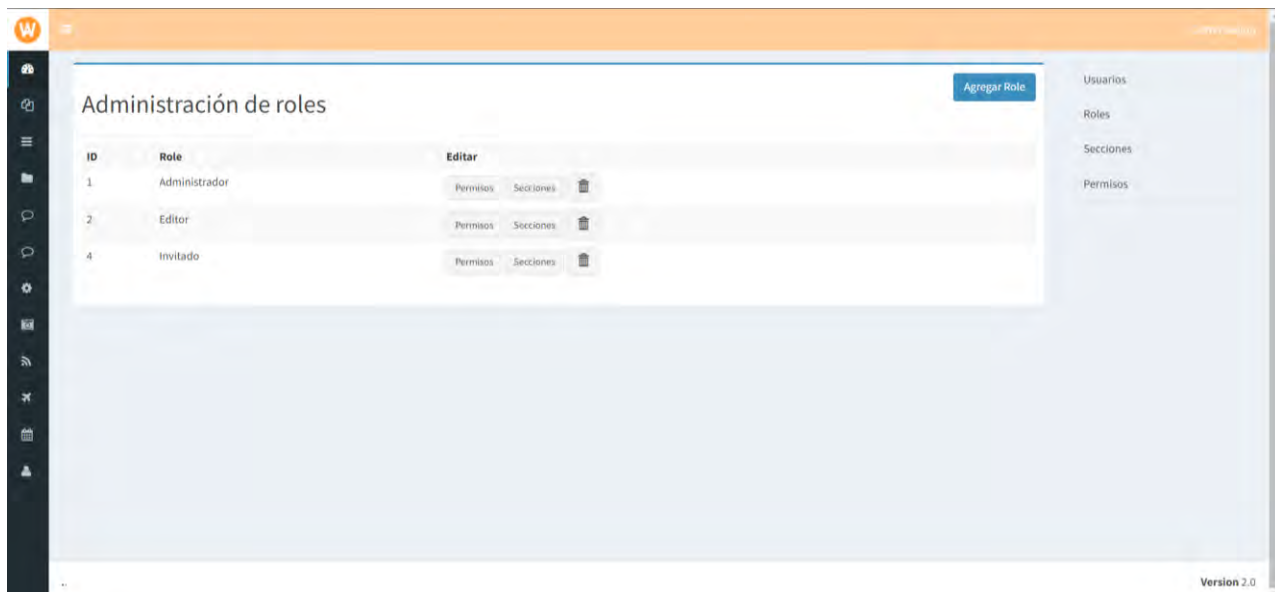 W
Agregar Role
Administración de roles
ID Role Editar
1 Administrador Permisos Secciones
2 Editor Permisos Secciones
4 Invitado Permisos Secciones
Usuarios
Roles
Secciones
Permisos
Version 2.0